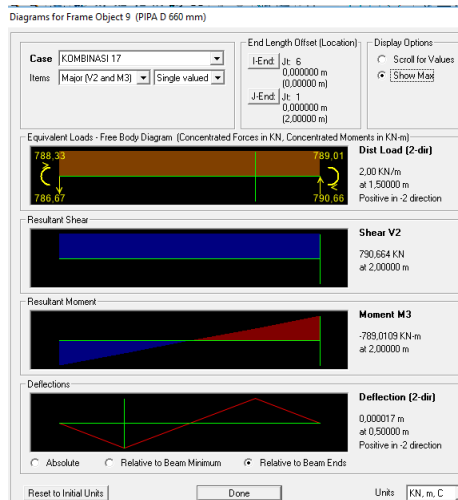 Diagrams for Frame Object 9 (PIPA D 660 mm)
End Length Offset (Location)
Display Options
Case KOMBINASI 17
I-End: Jt: 6
Scroll for Values
0,000000 m
Items Major (V2 and M3) Single valued
(0,00000 m)
Show Max
J-End: Jt: 1
0,000000 m
(2,00000 m)
Equivalent Loads - Free Body Diagram (Concentrated Forces in KN, Concentrated Moments in KN-m)
788,33
789,01
786,67
790,66
Dist Load (2-dir)
2,00 KN/m
at 1,50000 m
Positive in -2 direction
Resultant Shear
Shear V2
790,664 KN
at 2,00000 m
Resultant Moment
Moment M3
-789,0109 KN-m
at 2,00000 m
Deflections
Deflection (2-dir)
0,000017 m
at 0,50000 m
Positive in -2 direction
Absolute
Relative to Beam Minimum
Relative to Beam Ends
Reset to Initial Units
Done
Units KN, m, C